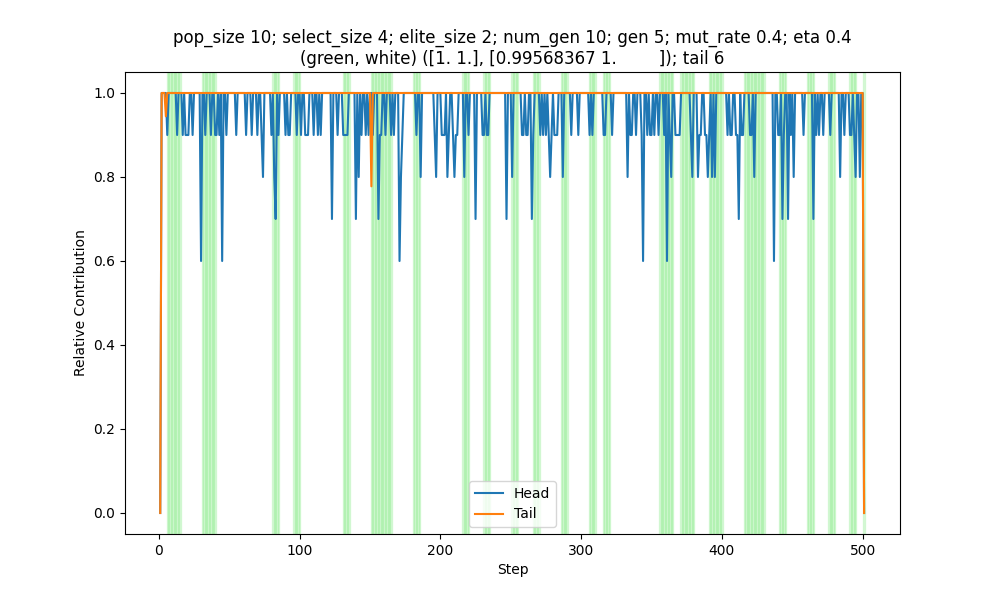 pop_size 10; select_size 4; elite_size 2; num_gen 10; gen 5; mut_rate 0.4; eta 0.4
(green, white) ([1. 1.], [0.99568367 1.        ]); tail 6
Relative Contribution
1.0
0.8
0.6
0.4
0.2
0.0
Head
Tail
0 100 200 300 400 500
Step